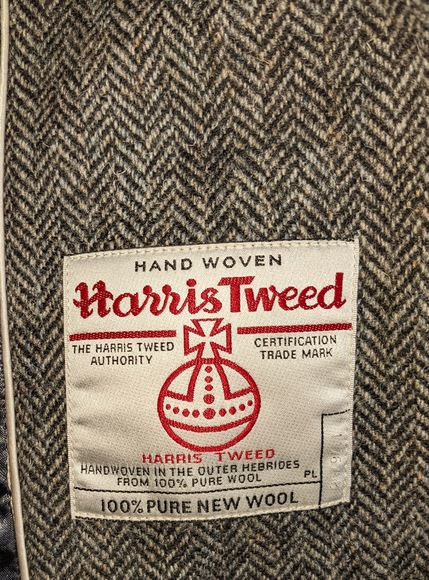 HAND WOVEN
Harris Tweed
THE HARRIS TWEED
AUTHORITY
CERTIFICATION
TRADE MARK
HARRIS TWEED
HANDWOVEN IN THE OUTER HEBRIDES
FROM 100% PURE WOOL
PL
100% PURE NEW WOOL